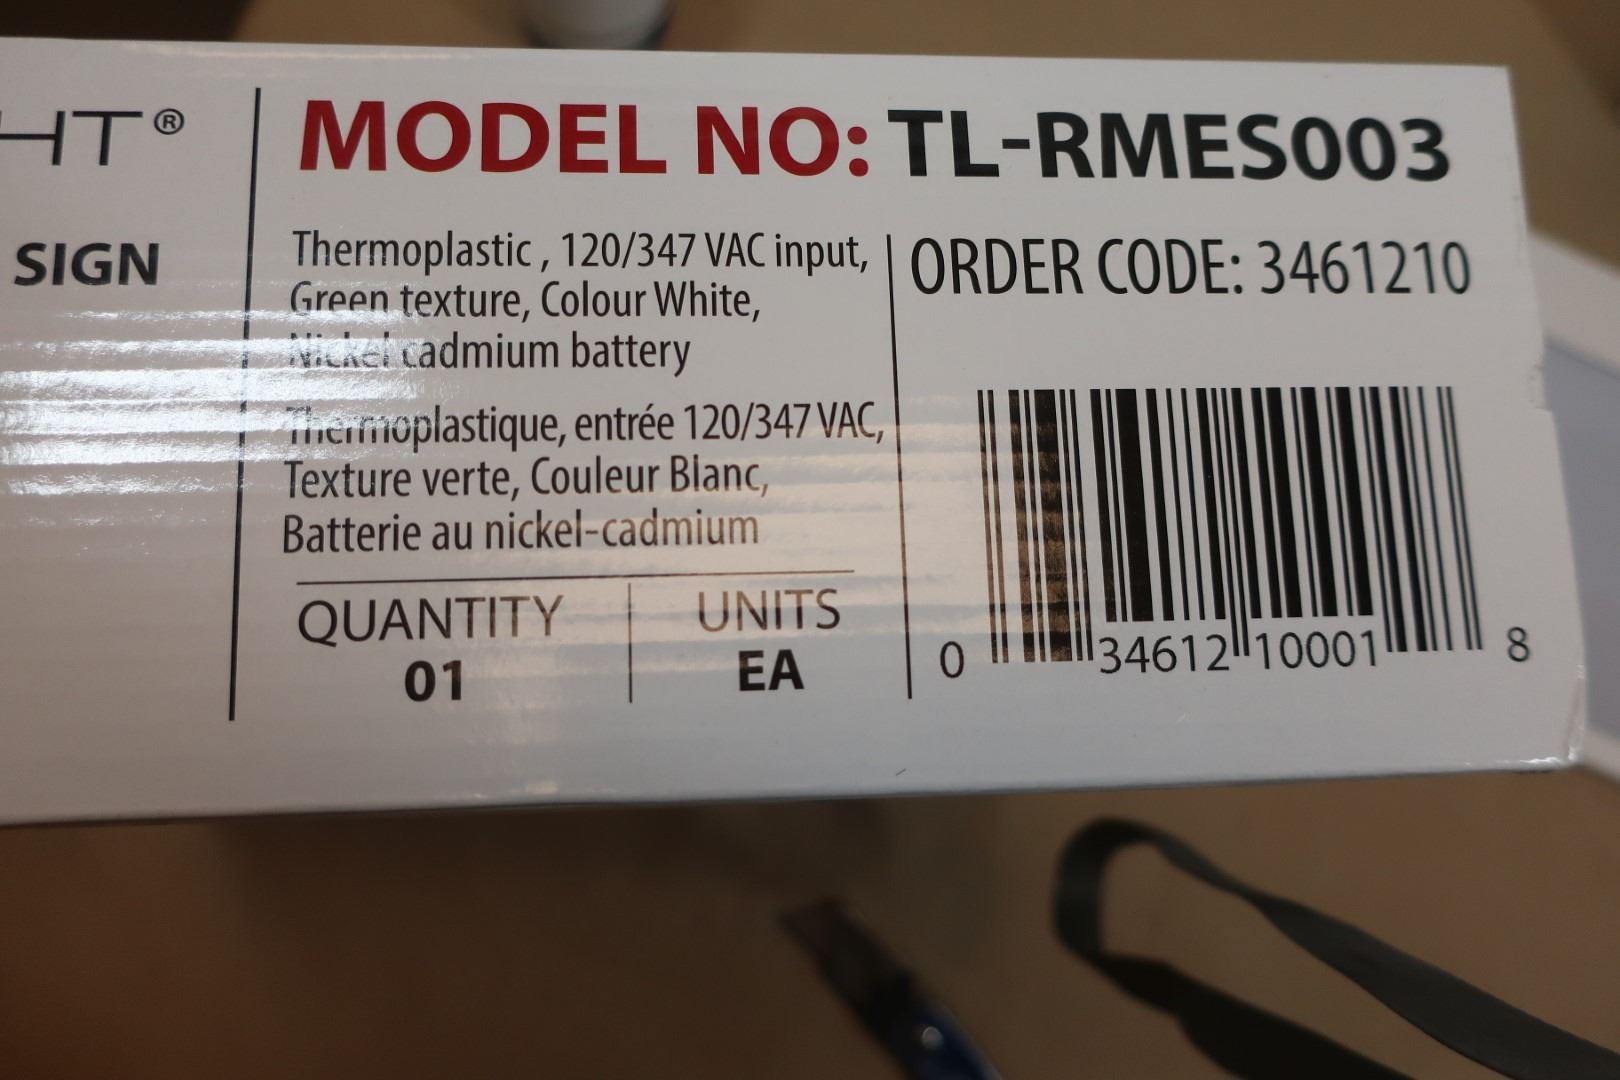 HT®
SIGN
MODEL NO: TL-RMES003
Thermoplastic , 120/347 VAC input,
Green texture, Colour White,
Nickel cadmium battery
Thermoplastique, entrée 120/347 VAC,
Texture verte, Couleur Blanc,
Batterie au nickel-cadmium
QUANTITY
01
UNITS
EA
ORDER CODE: 3461210
0 34612 10001 8